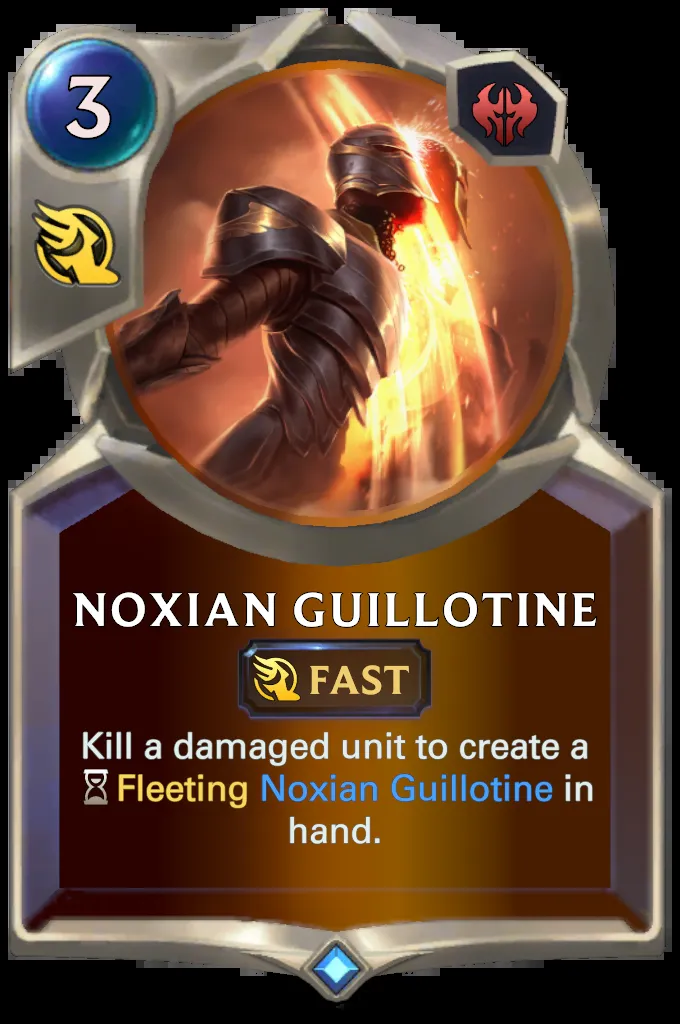 3
NOXIAN GUILLOTINE
FAST
Kill a damaged unit to create a
Fleeting Noxian Guillotine in
hand.